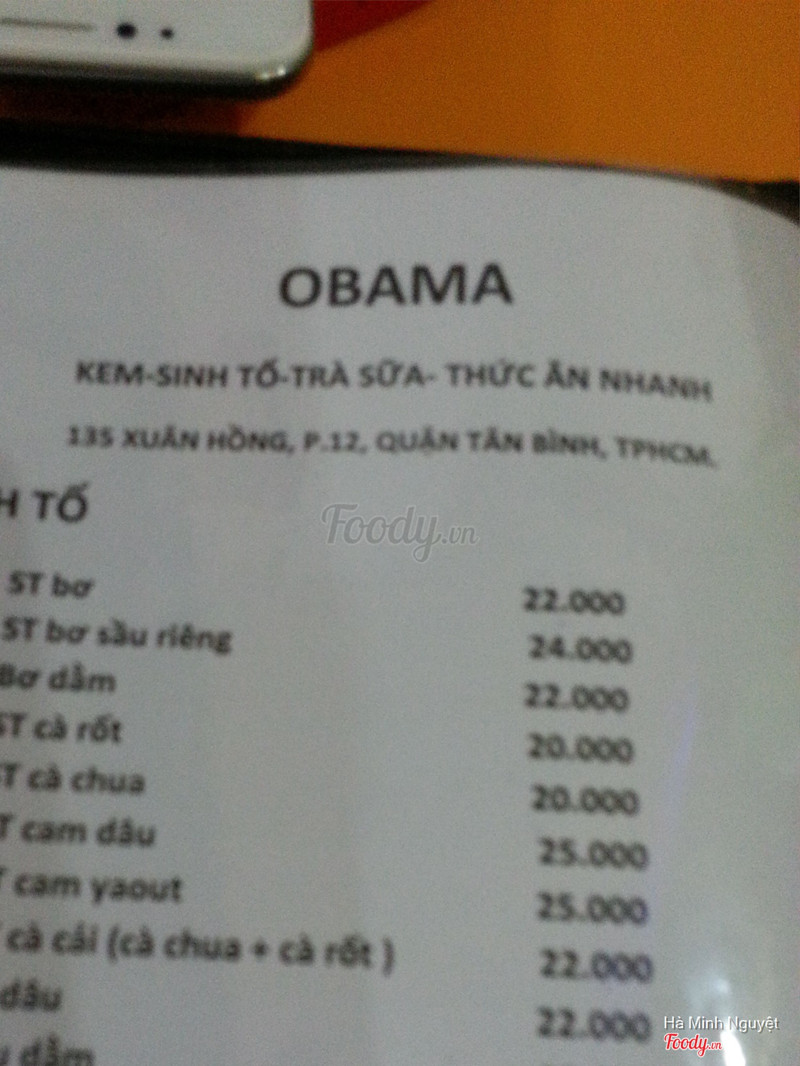 OBAMA
KEM-SINH TỐ-TRÀ SỮA- THỨC ĂN NHANH
135 XUÂN HỒNG, P.12, QUẬN TÂN BÌNH, TPHCM.
H TỐ
Foody.vn
ST bơ 22.000
ST bơ sầu riêng 24.000
Bơ dằm 22.000
ST cà rốt 20.000
ST cà chua 20.000
T cam dâu 25.000
T cam yaout 25.000
cà cải (cà chua + cà rốt ) 22.000
dâu 22.000
dằm
Hà Minh Nguyệt
Foody.vn